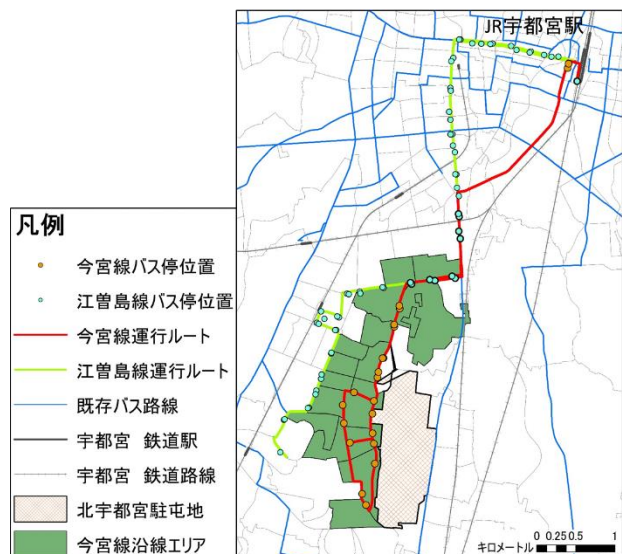 JR宇都宮駅
凡例
今宮線バス停位置
江曽島線バス停位置
今宮線運行ルート
江曽島線運行ルート
既存バス路線
宇都宮 鉄道駅
宇都宮 鉄道路線
北宇都宮駐屯地
今宮線沿線エリア
キロメートル
0 0.25 0.5 1